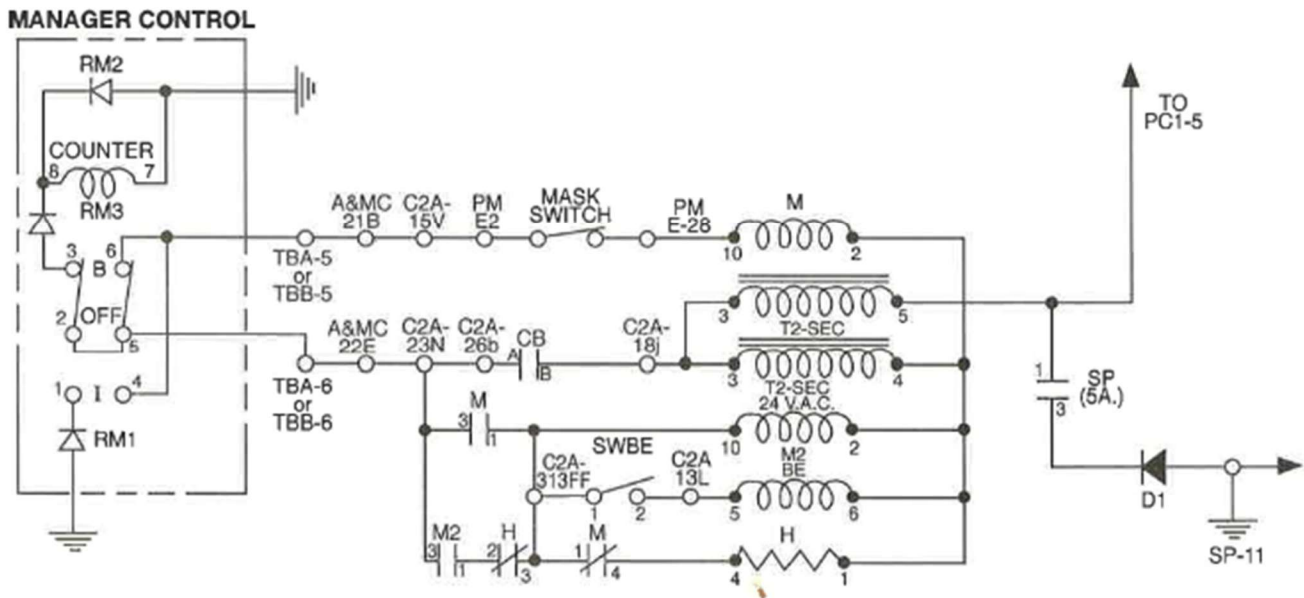 MANAGER CONTROL
RM2
COUNTER
8 7
RM3
3 6
B
OFF
2 5
1 I 4
RM1
TBA-5
or
TBB-5
A&MC
21B
C2A-
15V
PM
E2
MASK
SWITCH
PM
E-28
M
10 2
3 5
T2-SEC
TO
PC1-5
TBA-6
or
TBB-6
A&MC
22E
C2A-
23N
C2A-
26b
CB
A B
C2A-
18j
3 4
T2-SEC
24 V.A.C.
M
3 1
10 2
M2
SWBE
C2A-
313FF
1 2
C2A
13L
BE
5 6
M2
3 1
H
2 3
M
1 4
H
4 1
1
SP
(5A.)
3
D1
SP-11